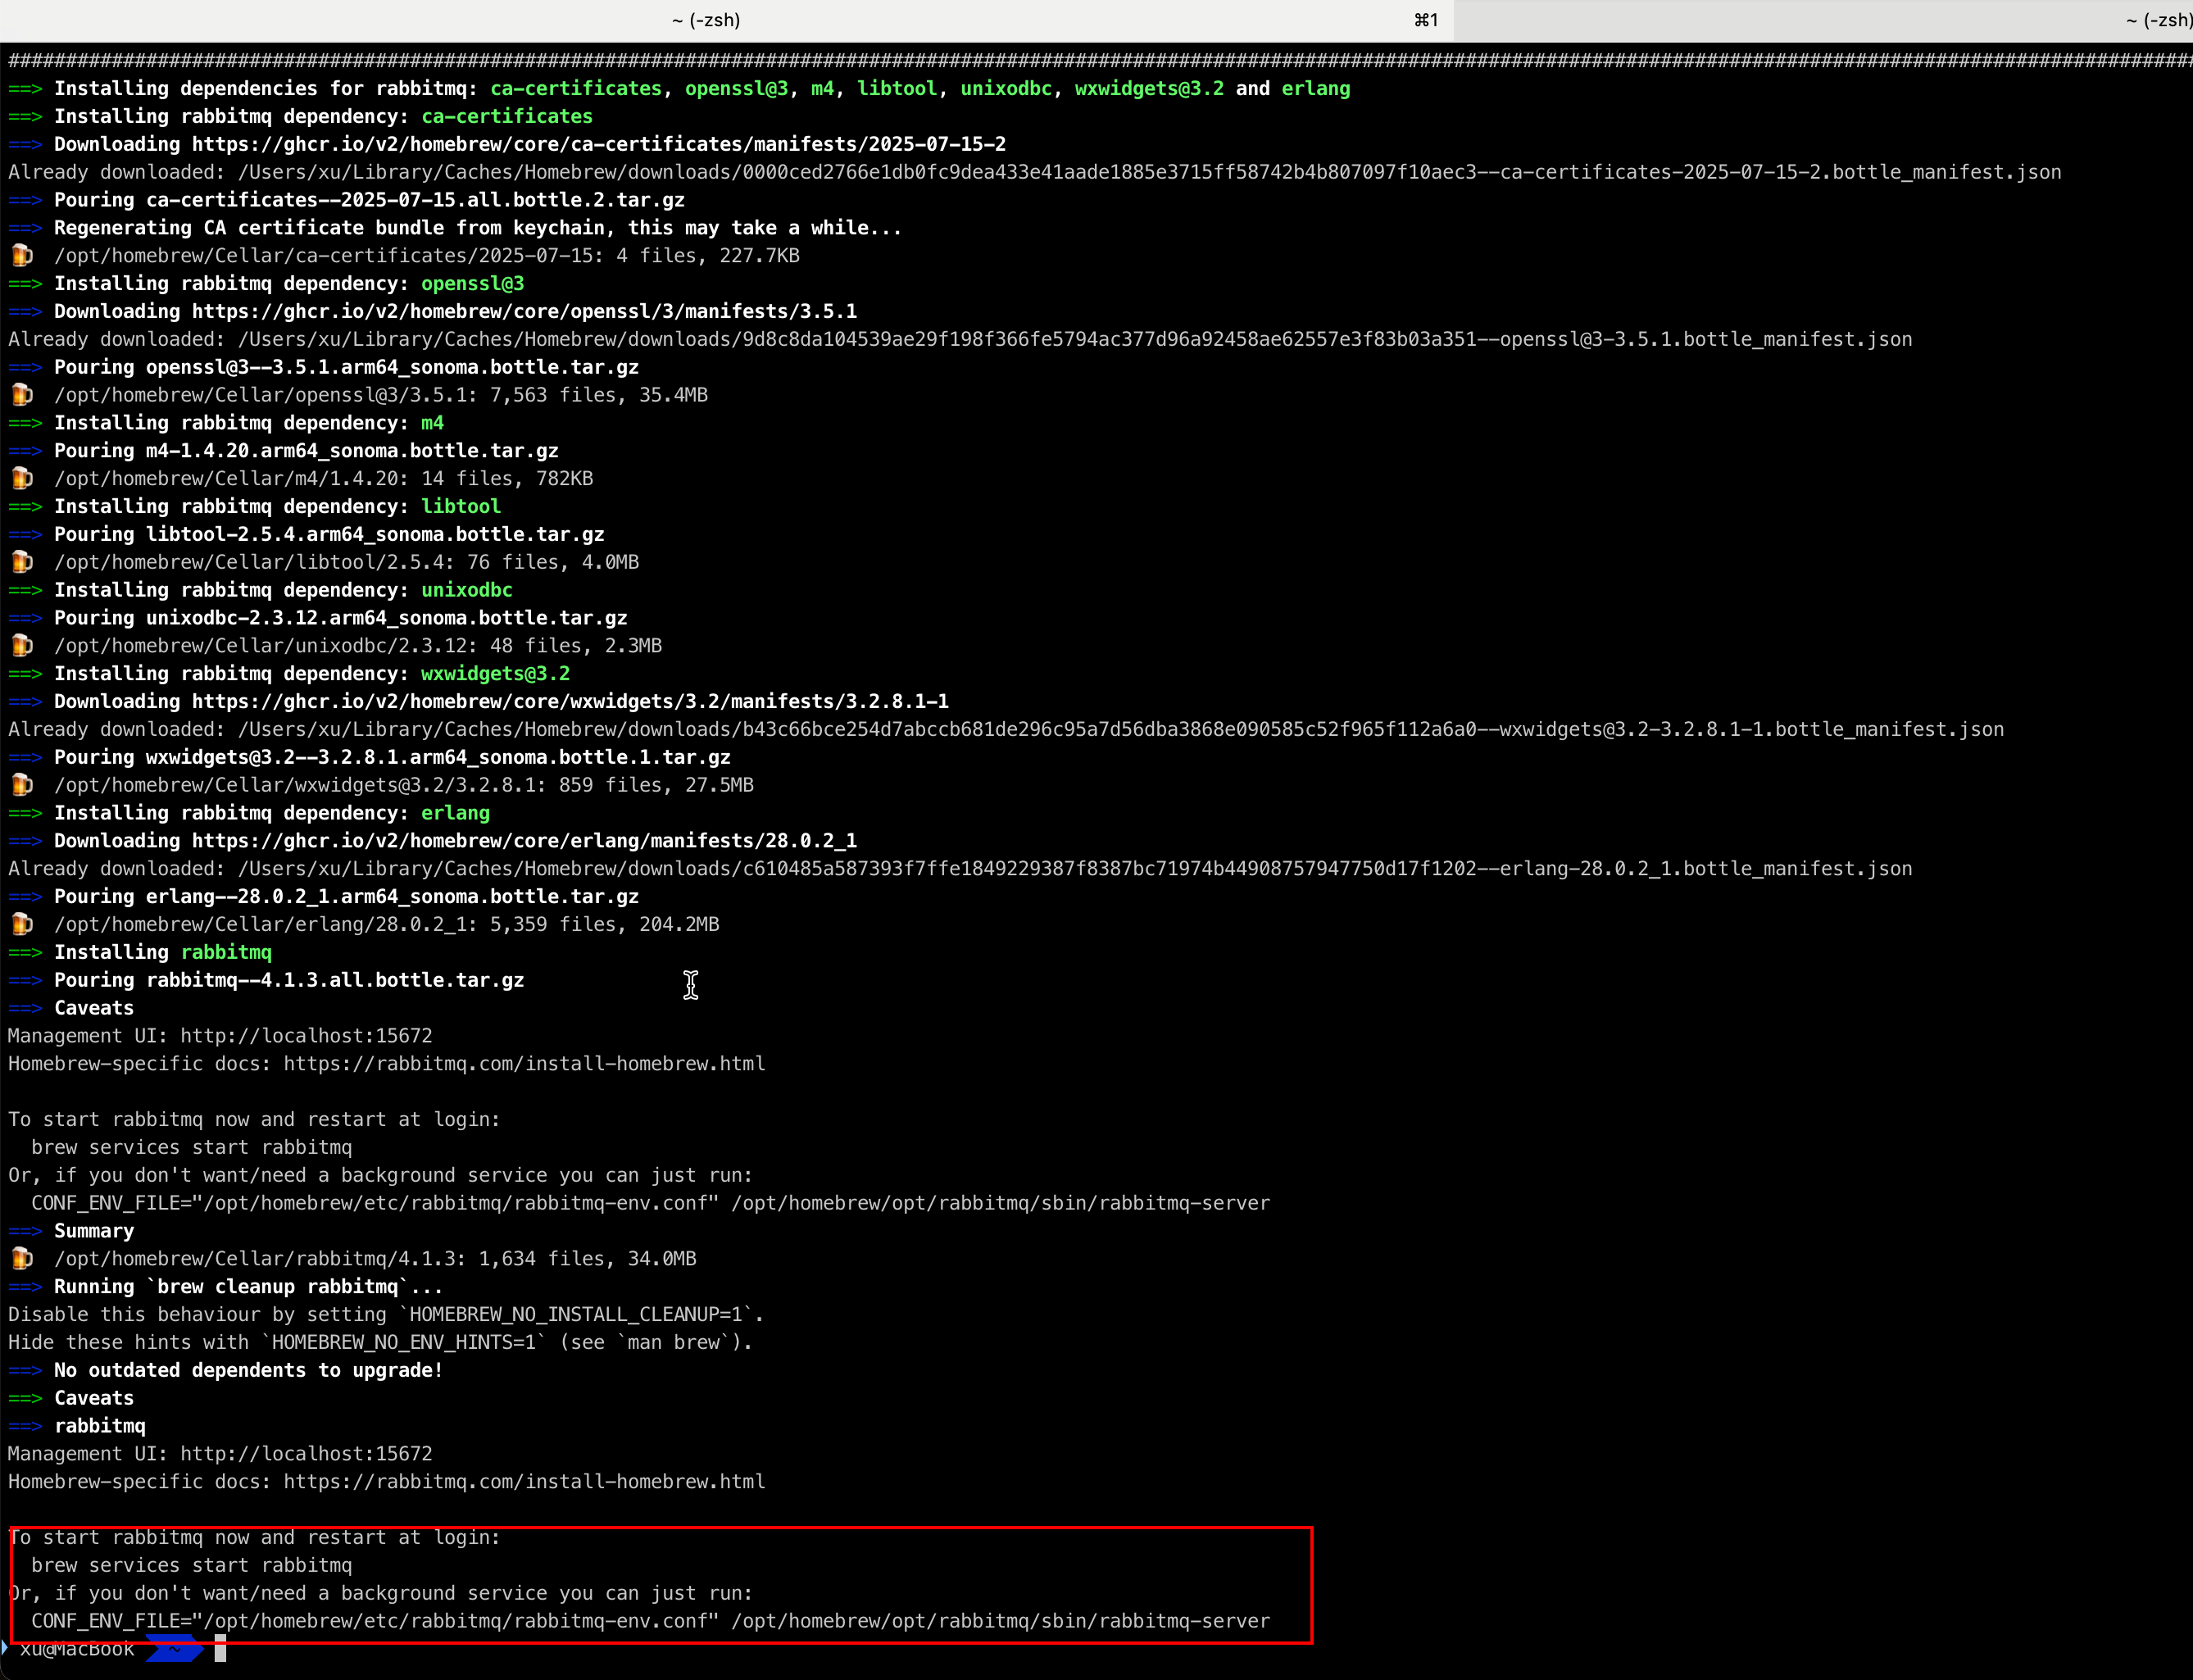 ~ (-zsh) ⌘1 ~ (-zsh)
################################################################################################################################################################################################
==> Installing dependencies for rabbitmq: ca-certificates, openssl@3, m4, libtool, unixodbc, wxwidgets@3.2 and erlang
==> Installing rabbitmq dependency: ca-certificates
==> Downloading https://ghcr.io/v2/homebrew/core/ca-certificates/manifests/2025-07-15-2
Already downloaded: /Users/xu/Library/Caches/Homebrew/downloads/0000ced2766e1db0fc9dea433e41aade1885e3715ff58742b4b807097f10aec3--ca-certificates-2025-07-15-2.bottle_manifest.json
==> Pouring ca-certificates--2025-07-15.all.bottle.2.tar.gz
==> Regenerating CA certificate bundle from keychain, this may take a while...
🍺 /opt/homebrew/Cellar/ca-certificates/2025-07-15: 4 files, 227.7KB
==> Installing rabbitmq dependency: openssl@3
==> Downloading https://ghcr.io/v2/homebrew/core/openssl/3/manifests/3.5.1
Already downloaded: /Users/xu/Library/Caches/Homebrew/downloads/9d8c8da104539ae29f198f366fe5794ac377d96a92458ae62557e3f83b03a351--openssl@3-3.5.1.bottle_manifest.json
==> Pouring openssl@3--3.5.1.arm64_sonoma.bottle.tar.gz
🍺 /opt/homebrew/Cellar/openssl@3/3.5.1: 7,563 files, 35.4MB
==> Installing rabbitmq dependency: m4
==> Pouring m4-1.4.20.arm64_sonoma.bottle.tar.gz
🍺 /opt/homebrew/Cellar/m4/1.4.20: 14 files, 782KB
==> Installing rabbitmq dependency: libtool
==> Pouring libtool-2.5.4.arm64_sonoma.bottle.tar.gz
🍺 /opt/homebrew/Cellar/libtool/2.5.4: 76 files, 4.0MB
==> Installing rabbitmq dependency: unixodbc
==> Pouring unixodbc-2.3.12.arm64_sonoma.bottle.tar.gz
🍺 /opt/homebrew/Cellar/unixodbc/2.3.12: 48 files, 2.3MB
==> Installing rabbitmq dependency: wxwidgets@3.2
==> Downloading https://ghcr.io/v2/homebrew/core/wxwidgets/3.2/manifests/3.2.8.1-1
Already downloaded: /Users/xu/Library/Caches/Homebrew/downloads/b43c66bce254d7abccb681de296c95a7d56dba3868e090585c52f965f112a6a0--wxwidgets@3.2-3.2.8.1-1.bottle_manifest.json
==> Pouring wxwidgets@3.2--3.2.8.1.arm64_sonoma.bottle.1.tar.gz
🍺 /opt/homebrew/Cellar/wxwidgets@3.2/3.2.8.1: 859 files, 27.5MB
==> Installing rabbitmq dependency: erlang
==> Downloading https://ghcr.io/v2/homebrew/core/erlang/manifests/28.0.2_1
Already downloaded: /Users/xu/Library/Caches/Homebrew/downloads/c610485a587393f7ffe1849229387f8387bc71974b44908757947750d17f1202--erlang-28.0.2_1.bottle_manifest.json
==> Pouring erlang--28.0.2_1.arm64_sonoma.bottle.tar.gz
🍺 /opt/homebrew/Cellar/erlang/28.0.2_1: 5,359 files, 204.2MB
==> Installing rabbitmq
==> Pouring rabbitmq--4.1.3.all.bottle.tar.gz
==> Caveats
Management UI: http://localhost:15672
Homebrew-specific docs: https://rabbitmq.com/install-homebrew.html
To start rabbitmq now and restart at login:
brew services start rabbitmq
Or, if you don't want/need a background service you can just run:
CONF_ENV_FILE="/opt/homebrew/etc/rabbitmq/rabbitmq-env.conf" /opt/homebrew/opt/rabbitmq/sbin/rabbitmq-server
==> Summary
🍺 /opt/homebrew/Cellar/rabbitmq/4.1.3: 1,634 files, 34.0MB
==> Running `brew cleanup rabbitmq`...
Disable this behaviour by setting `HOMEBREW_NO_INSTALL_CLEANUP=1`.
Hide these hints with `HOMEBREW_NO_ENV_HINTS=1` (see `man brew`).
==> No outdated dependents to upgrade!
==> Caveats
==> rabbitmq
Management UI: http://localhost:15672
Homebrew-specific docs: https://rabbitmq.com/install-homebrew.html
To start rabbitmq now and restart at login:
brew services start rabbitmq
Or, if you don't want/need a background service you can just run:
CONF_ENV_FILE="/opt/homebrew/etc/rabbitmq/rabbitmq-env.conf" /opt/homebrew/opt/rabbitmq/sbin/rabbitmq-server
xu@MacBook ~